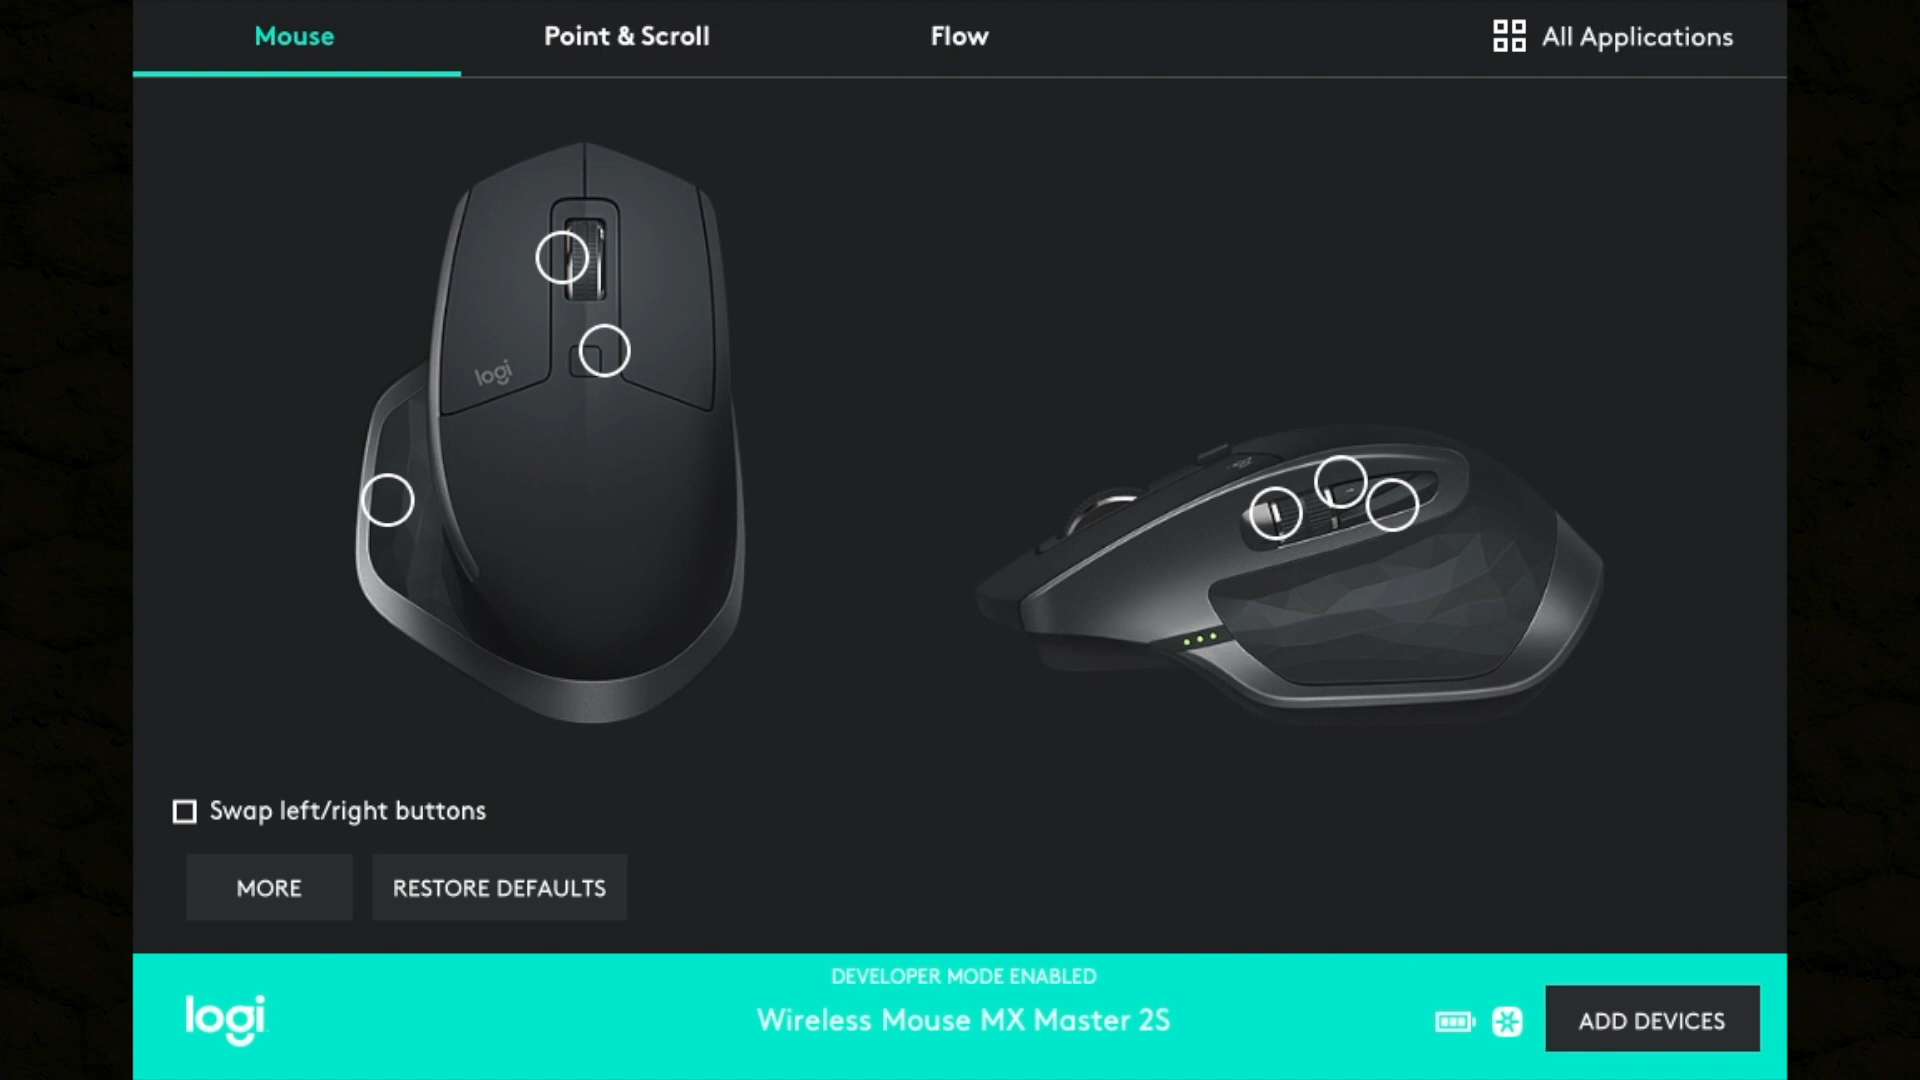 Mouse
Point & Scroll
Flow
All Applications
logi
Swap left/right buttons
MORE
RESTORE DEFAULTS
DEVELOPER MODE ENABLED
logi
Wireless Mouse MX Master 2S
ADD DEVICES